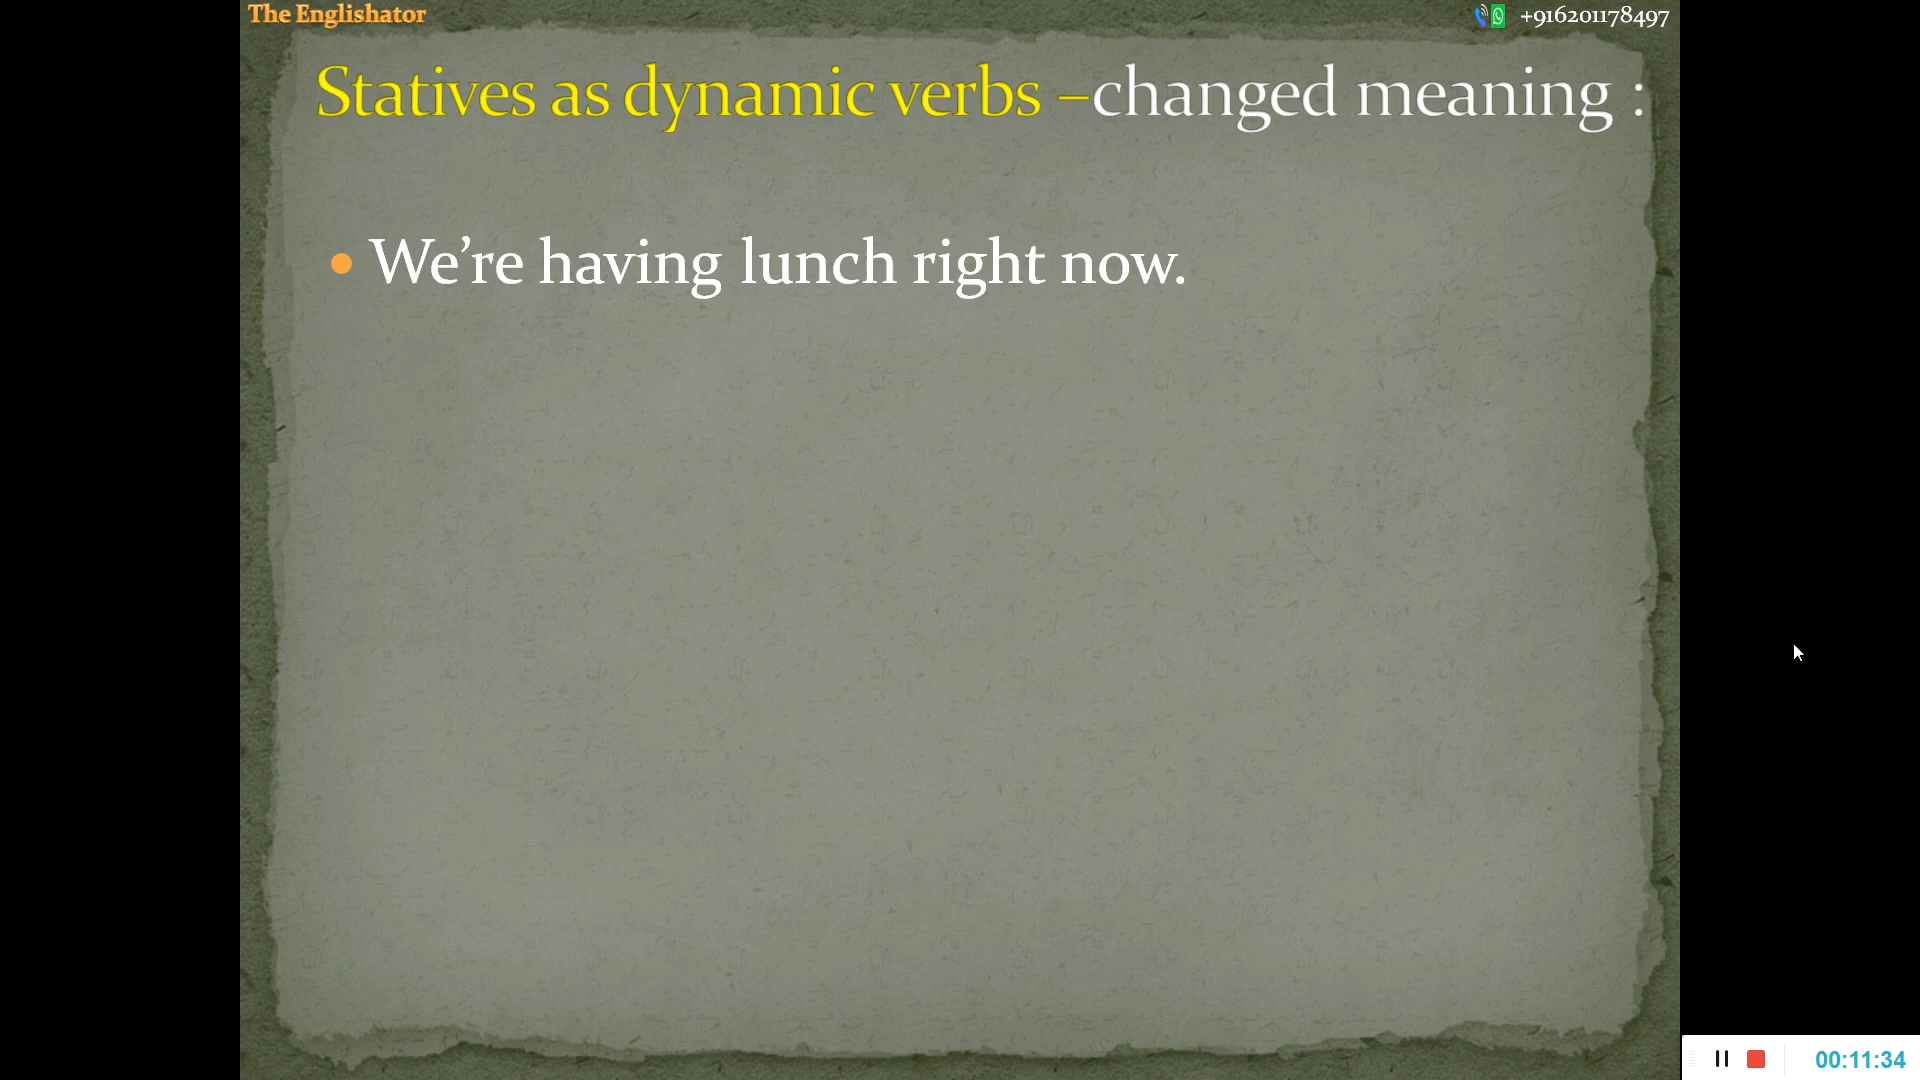 The Englishator
+916201178497
Statives as dynamic verbs –changed meaning :
We’re having lunch right now.
00:11:34